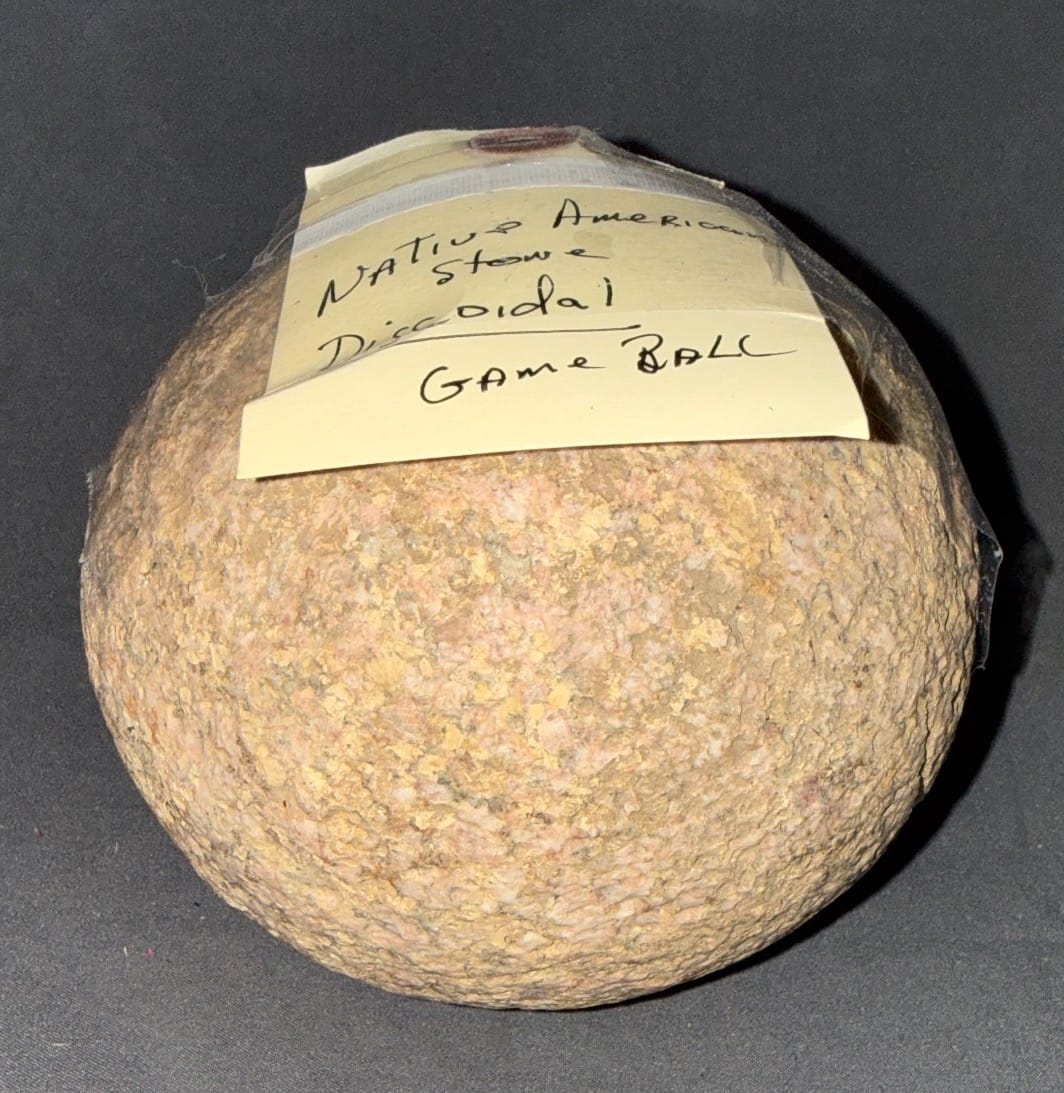 Native American
Stone
Discoidal
Game Ball